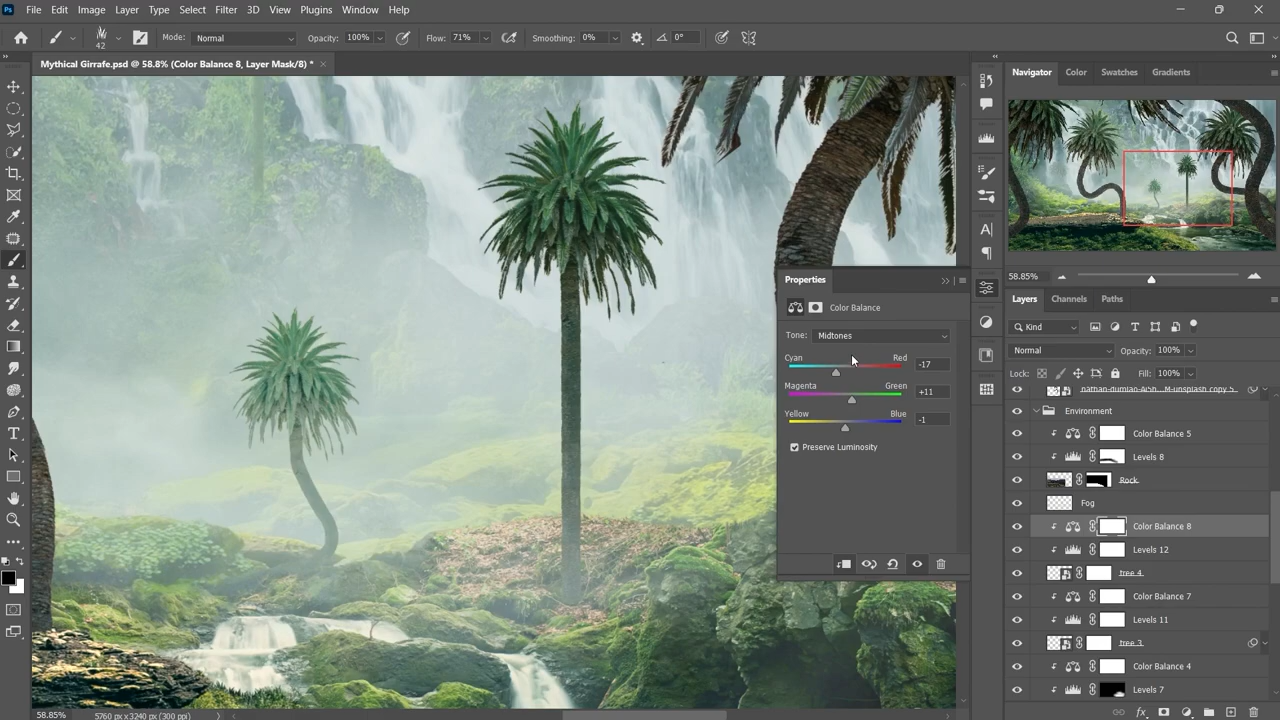 Ps File Edit Image Layer Type Select Filter 3D View Plugins Window Help
42 Mode: Normal Opacity: 100% Flow: 71% Smoothing: 0% 0°
Mythical Girrafe.psd @ 58.8% (Color Balance 8, Layer Mask/8) *
Navigator Color Swatches Gradients
58.85%
Layers Channels Paths
Kind
Normal Opacity: 100%
Lock: Fill: 100%
Environment
Color Balance 5
Levels 8
Rock
Fog
Color Balance 8
Levels 12
tree 4
Color Balance 7
Levels 11
tree 3
Color Balance 4
Levels 7
Properties
Color Balance
Tone: Midtones
Cyan Red -17
Magenta Green +11
Yellow Blue -1
Preserve Luminosity
58.85% 5760 px x 3240 px (300 ppi)